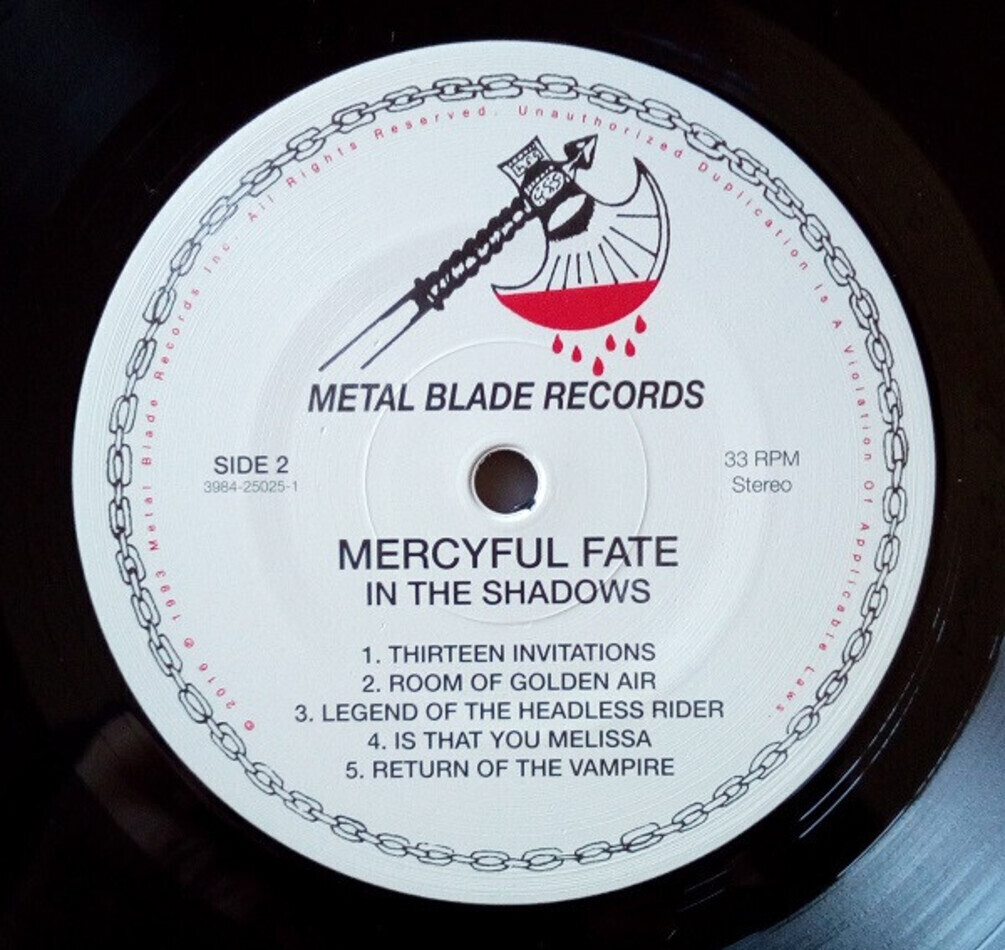 © 2016 ℗ 1993 Metal Blade Records Inc. All Rights Reserved. Unauthorized Duplication Is A Violation Of Applicable Laws.
METAL BLADE RECORDS
SIDE 2
3984-25025-1
33 RPM
Stereo
MERCYFUL FATE
IN THE SHADOWS
1. THIRTEEN INVITATIONS
2. ROOM OF GOLDEN AIR
3. LEGEND OF THE HEADLESS RIDER
4. IS THAT YOU MELISSA
5. RETURN OF THE VAMPIRE